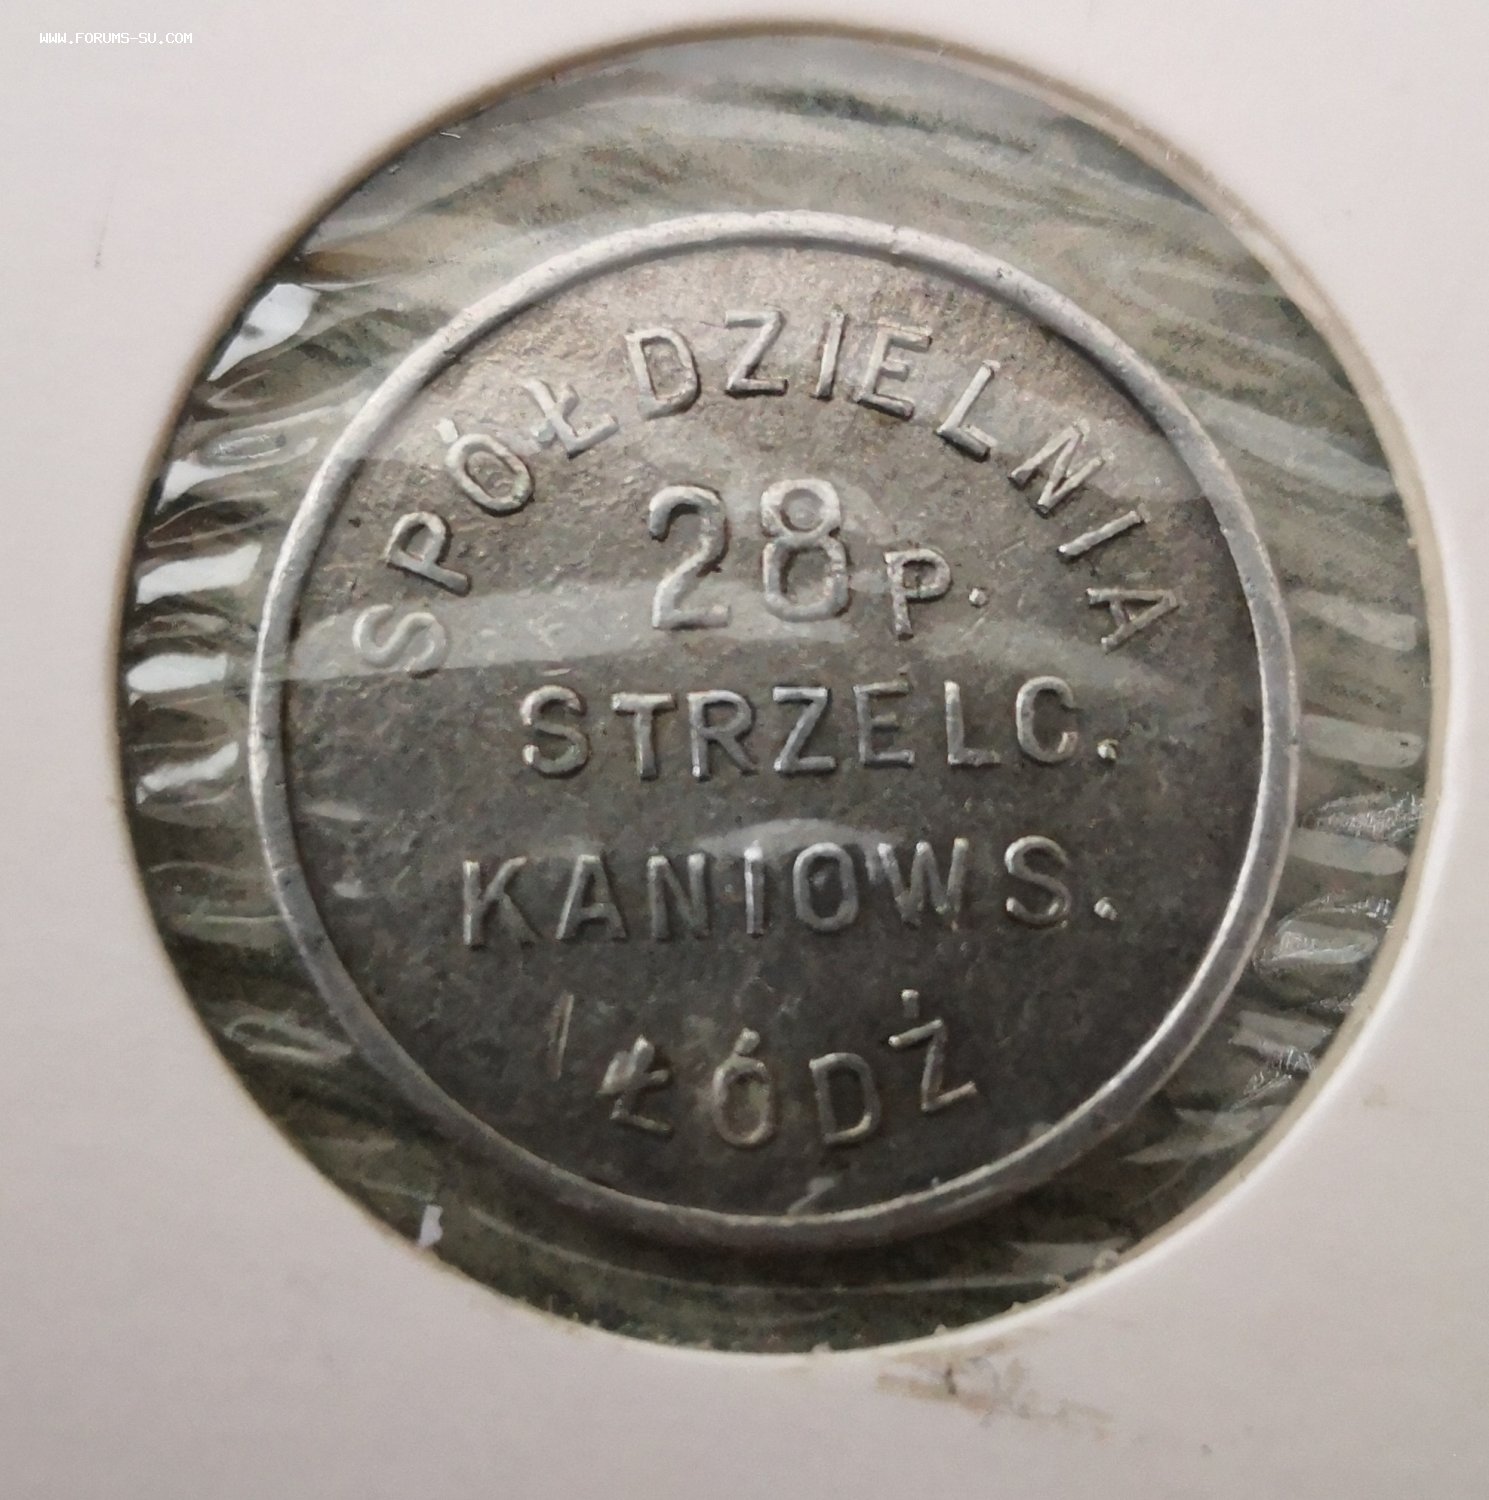 WWW.FORUMS-SU.COM
SPÓŁDZIELNIA
28 P.
STRZELC.
KANIOWS.
ŁÓDŹ